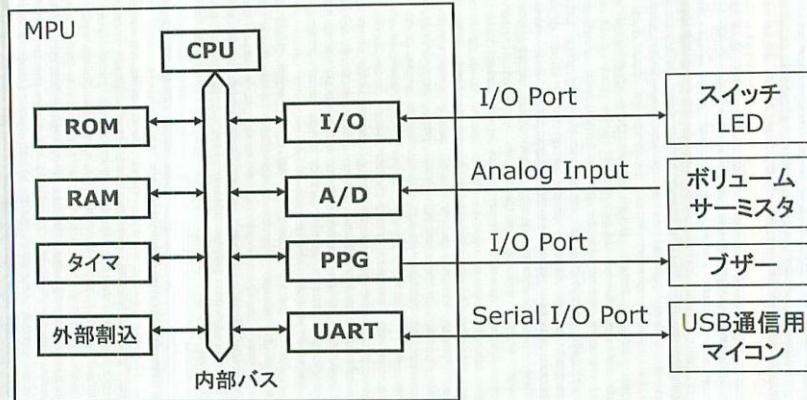 MPU
CPU
ROM
I/O
I/O Port
スイッチ
LED
RAM
A/D
Analog Input
ボリューム
サーミスタ
タイマ
PPG
I/O Port
ブザー
外部割込
UART
Serial I/O Port
USB通信用
マイコン
内部バス